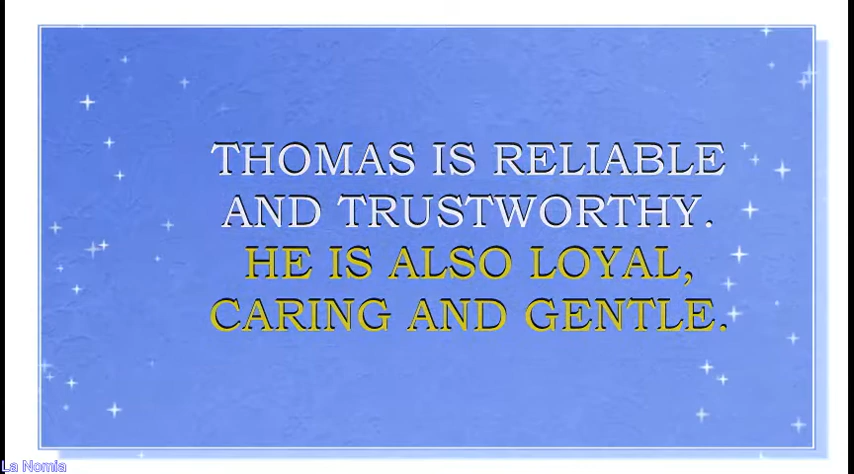 THOMAS IS RELIABLE
AND TRUSTWORTHY.
HE IS ALSO LOYAL,
CARING AND GENTLE.
La Nomia